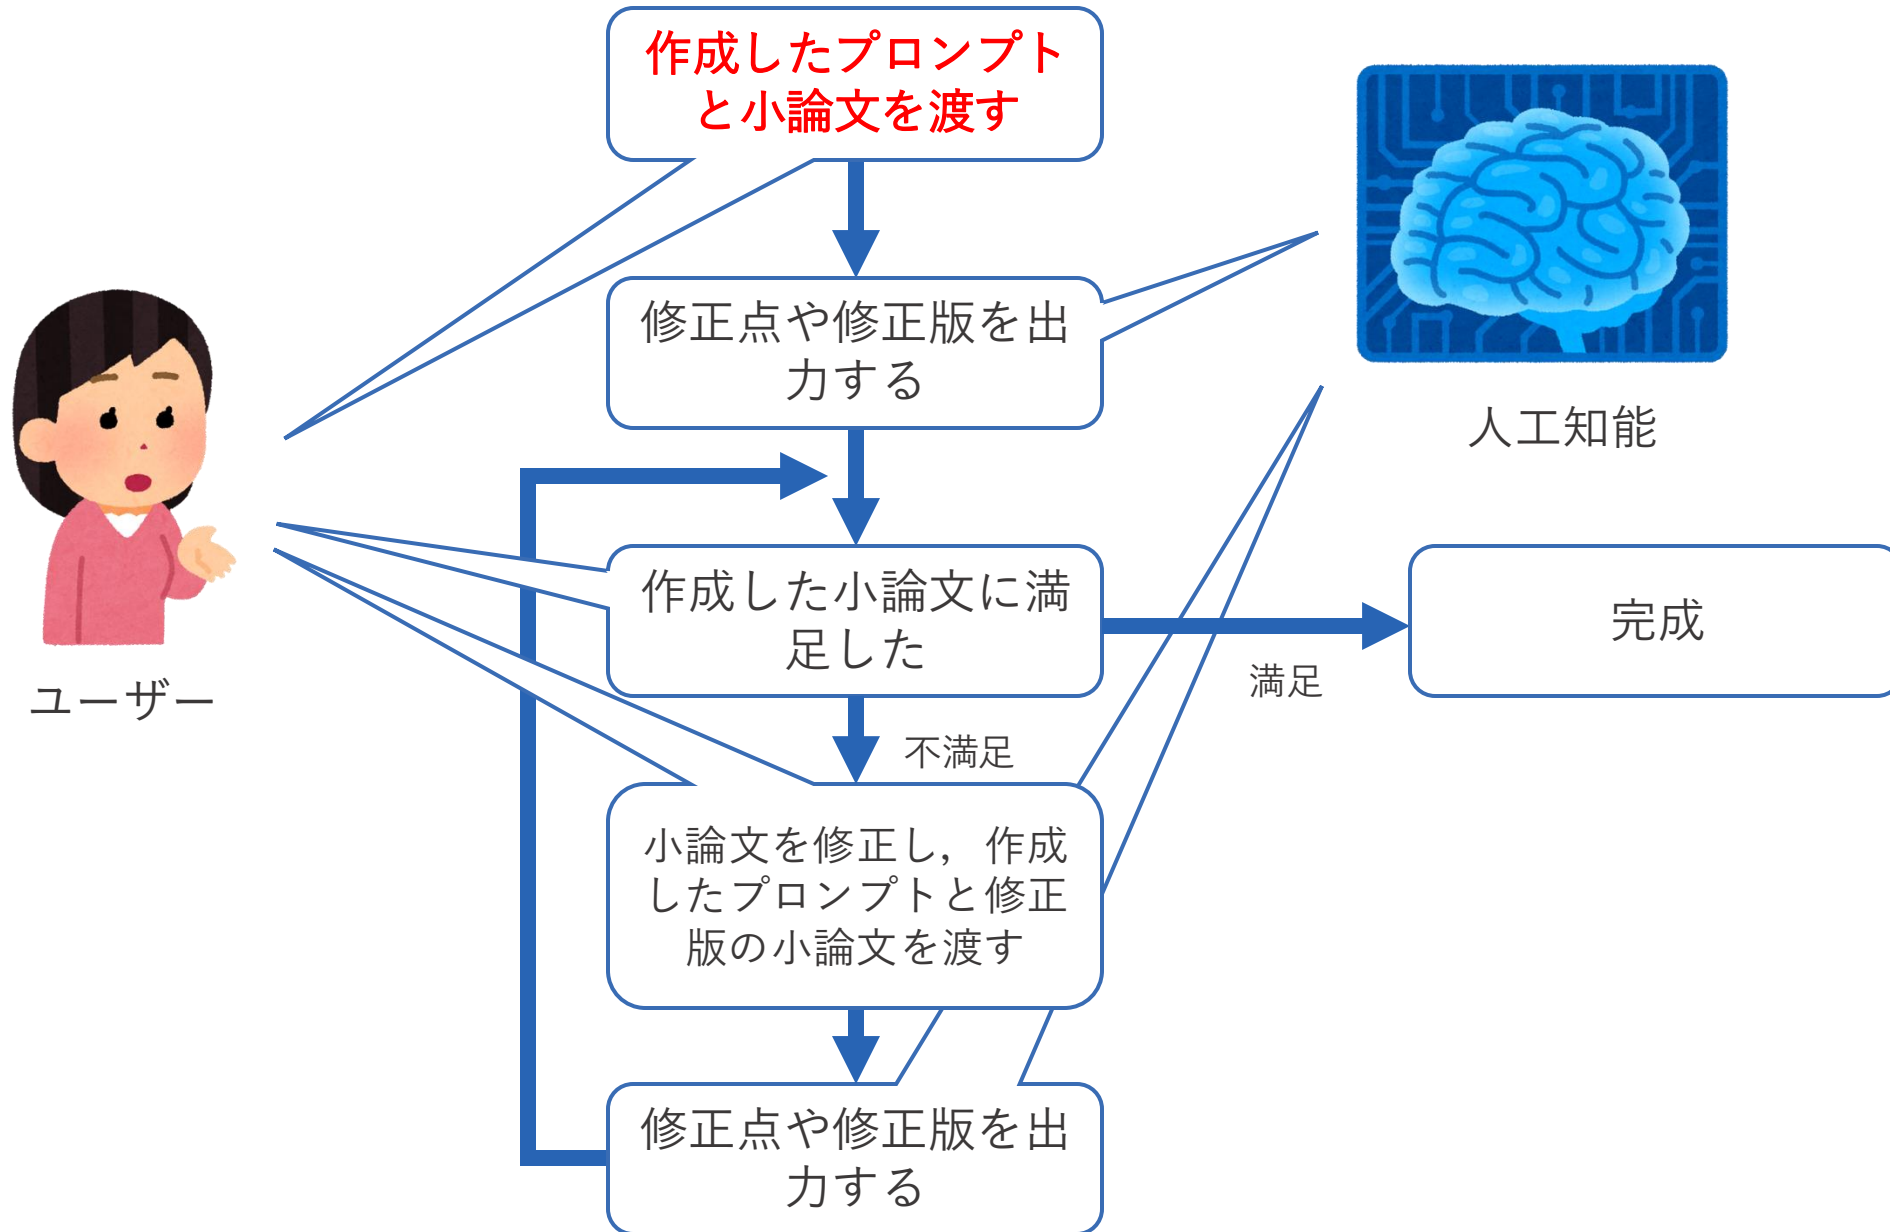 作成したプロンプト
と小論文を渡す
修正点や修正版を出
力する
人工知能
ユーザー
作成した小論文に満
足した
満足
完成
不満足
小論文を修正し，作成
したプロンプトと修正
版の小論文を渡す
修正点や修正版を出
力する